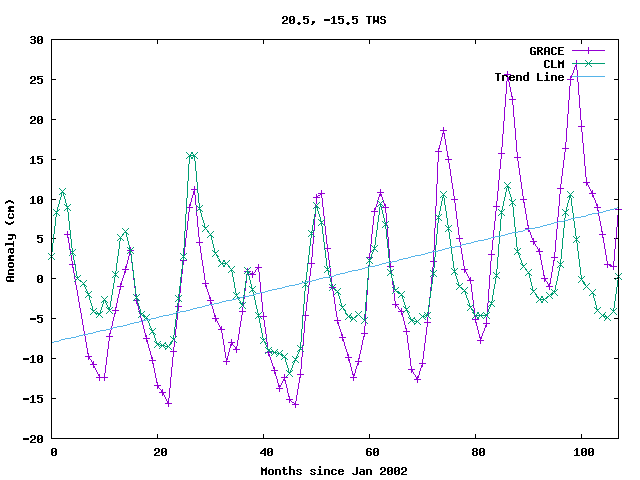 20.5, -15.5 TWS
30
25
20
15
10
5
0
-5
-10
-15
-20
Anomaly (cm)
GRACE
CLM
Trend Line
0 20 40 60 80 100
Months since Jan 2002